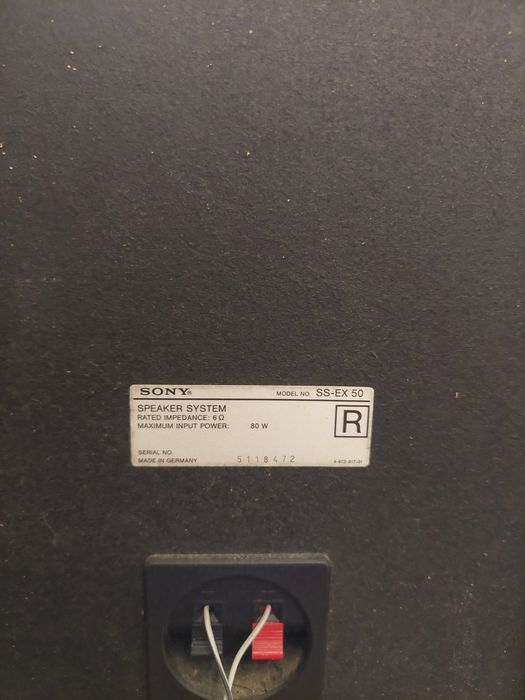 SONY® MODEL NO. SS-EX 50
SPEAKER SYSTEM
RATED IMPEDANCE: 6 Ω
MAXIMUM INPUT POWER: 80 W
R
SERIAL NO.
MADE IN GERMANY 5118472